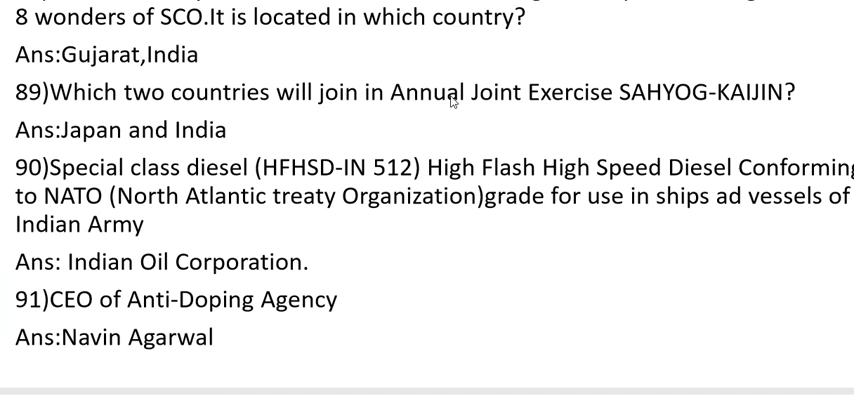 8 wonders of SCO.It is located in which country?
Ans:Gujarat,India
89)Which two countries will join in Annual Joint Exercise SAHYOG-KAIJIN?
Ans:Japan and India
90)Special class diesel (HFHSD-IN 512) High Flash High Speed Diesel Conforming
to NATO (North Atlantic treaty Organization)grade for use in ships ad vessels of
Indian Army
Ans: Indian Oil Corporation.
91)CEO of Anti-Doping Agency
Ans:Navin Agarwal